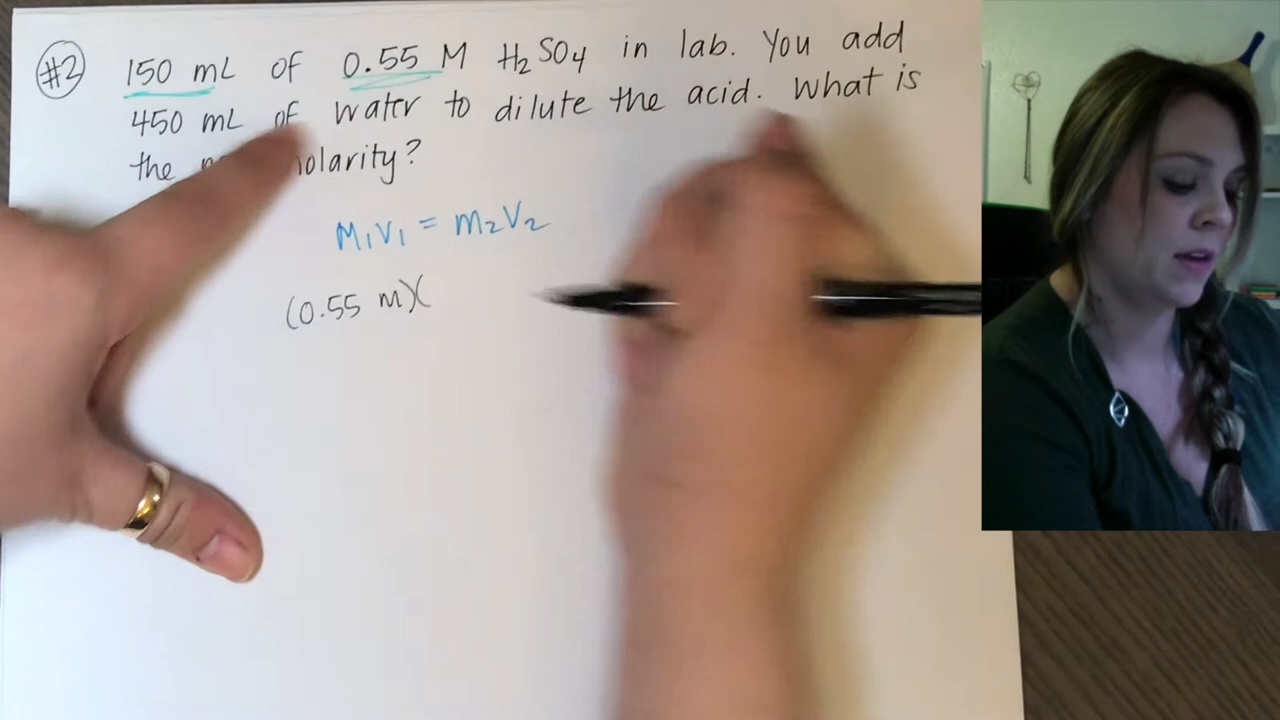 #2 150 mL of 0.55 M H₂SO₄ in lab. You add
450 mL of water to dilute the acid. What is
the molarity?
M₁V₁ = M₂V₂
(0.55 M)(